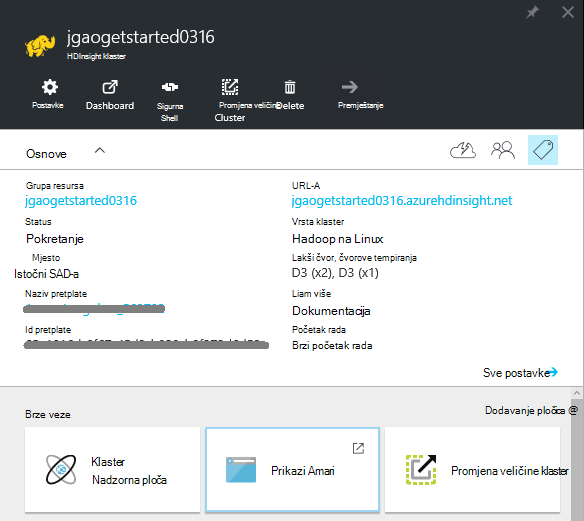 jgaogetstarted0316
HDInsight klaster
Postavke
Dashboard
Sigurna
Shell
Promjena veličine
Cluster
Delete
Premještanje
Osnove
Grupa resursa
jgaogetstarted0316
Status
Pokretanje
Mjesto
Istočni SAD-a
Naziv pretplate
Id pretplate
URL-A
jgaogetstarted0316.azurehdinsight.net
Vrsta klaster
Hadoop na Linux
Lakši čvor, čvorove tempiranja
D3 (x2), D3 (x1)
Liam više
Dokumentacija
Početak rada
Brzi početak rada
Sve postavke
Brze veze
Dodavanje pločica @
Klaster
Nadzorna ploča
Prikazi Amari
Promjena veličine klaster